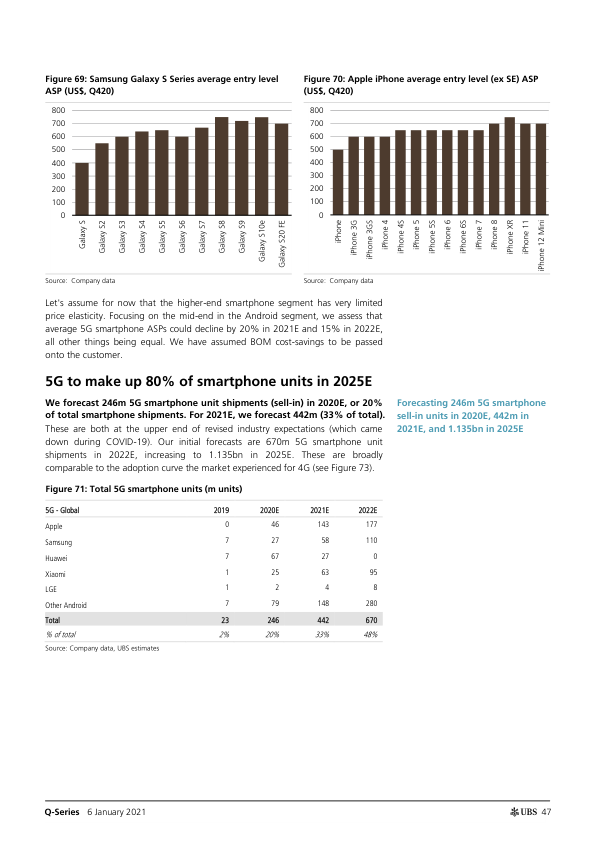 Figure 69: Samsung Galaxy S Series average entry level
ASP (US$, Q420)
800
700
600
500
400
300
200
100
0
Galaxy S
Galaxy S2
Galaxy S3
Galaxy S4
Galaxy S5
Galaxy S6
Galaxy S7
Galaxy S8
Galaxy S9
Galaxy S10e
Galaxy S20 FE
Source: Company data
Figure 70: Apple iPhone average entry level (ex SE) ASP
(US$, Q420)
800
700
600
500
400
300
200
100
0
iPhone
iPhone 3G
iPhone 3GS
iPhone 4
iPhone 4S
iPhone 5
iPhone 5S
iPhone 6
iPhone 6S
iPhone 7
iPhone 8
iPhone XR
iPhone 11
iPhone 12 Mini
Source: Company data
Let's assume for now that the higher-end smartphone segment has very limited
price elasticity. Focusing on the mid-end in the Android segment, we assess that
average 5G smartphone ASPs could decline by 20% in 2021E and 15% in 2022E,
all other things being equal. We have assumed BOM cost-savings to be passed
onto the customer.
5G to make up 80% of smartphone units in 2025E
We forecast 246m 5G smartphone unit shipments (sell-in) in 2020E, or 20%
of total smartphone shipments. For 2021E, we forecast 442m (33% of total).
These are both at the upper end of revised industry expectations (which came
down during COVID-19). Our initial forecasts are 670m 5G smartphone unit
shipments in 2022E, increasing to 1.135bn in 2025E. These are broadly
comparable to the adoption curve the market experienced for 4G (see Figure 73).
Forecasting 246m 5G smartphone
sell-in units in 2020E, 442m in
2021E, and 1.135bn in 2025E
Figure 71: Total 5G smartphone units (m units)
5G - Global 2019 2020E 2021E 2022E
Apple 0 46 143 177
Samsung 7 27 58 110
Huawei 7 67 27 0
Xiaomi 1 25 63 95
LGE 1 2 4 8
Other Android 7 79 148 280
Total 23 246 442 670
% of total 2% 20% 33% 48%
Source: Company data, UBS estimates
Q-Series 6 January 2021
UBS 47